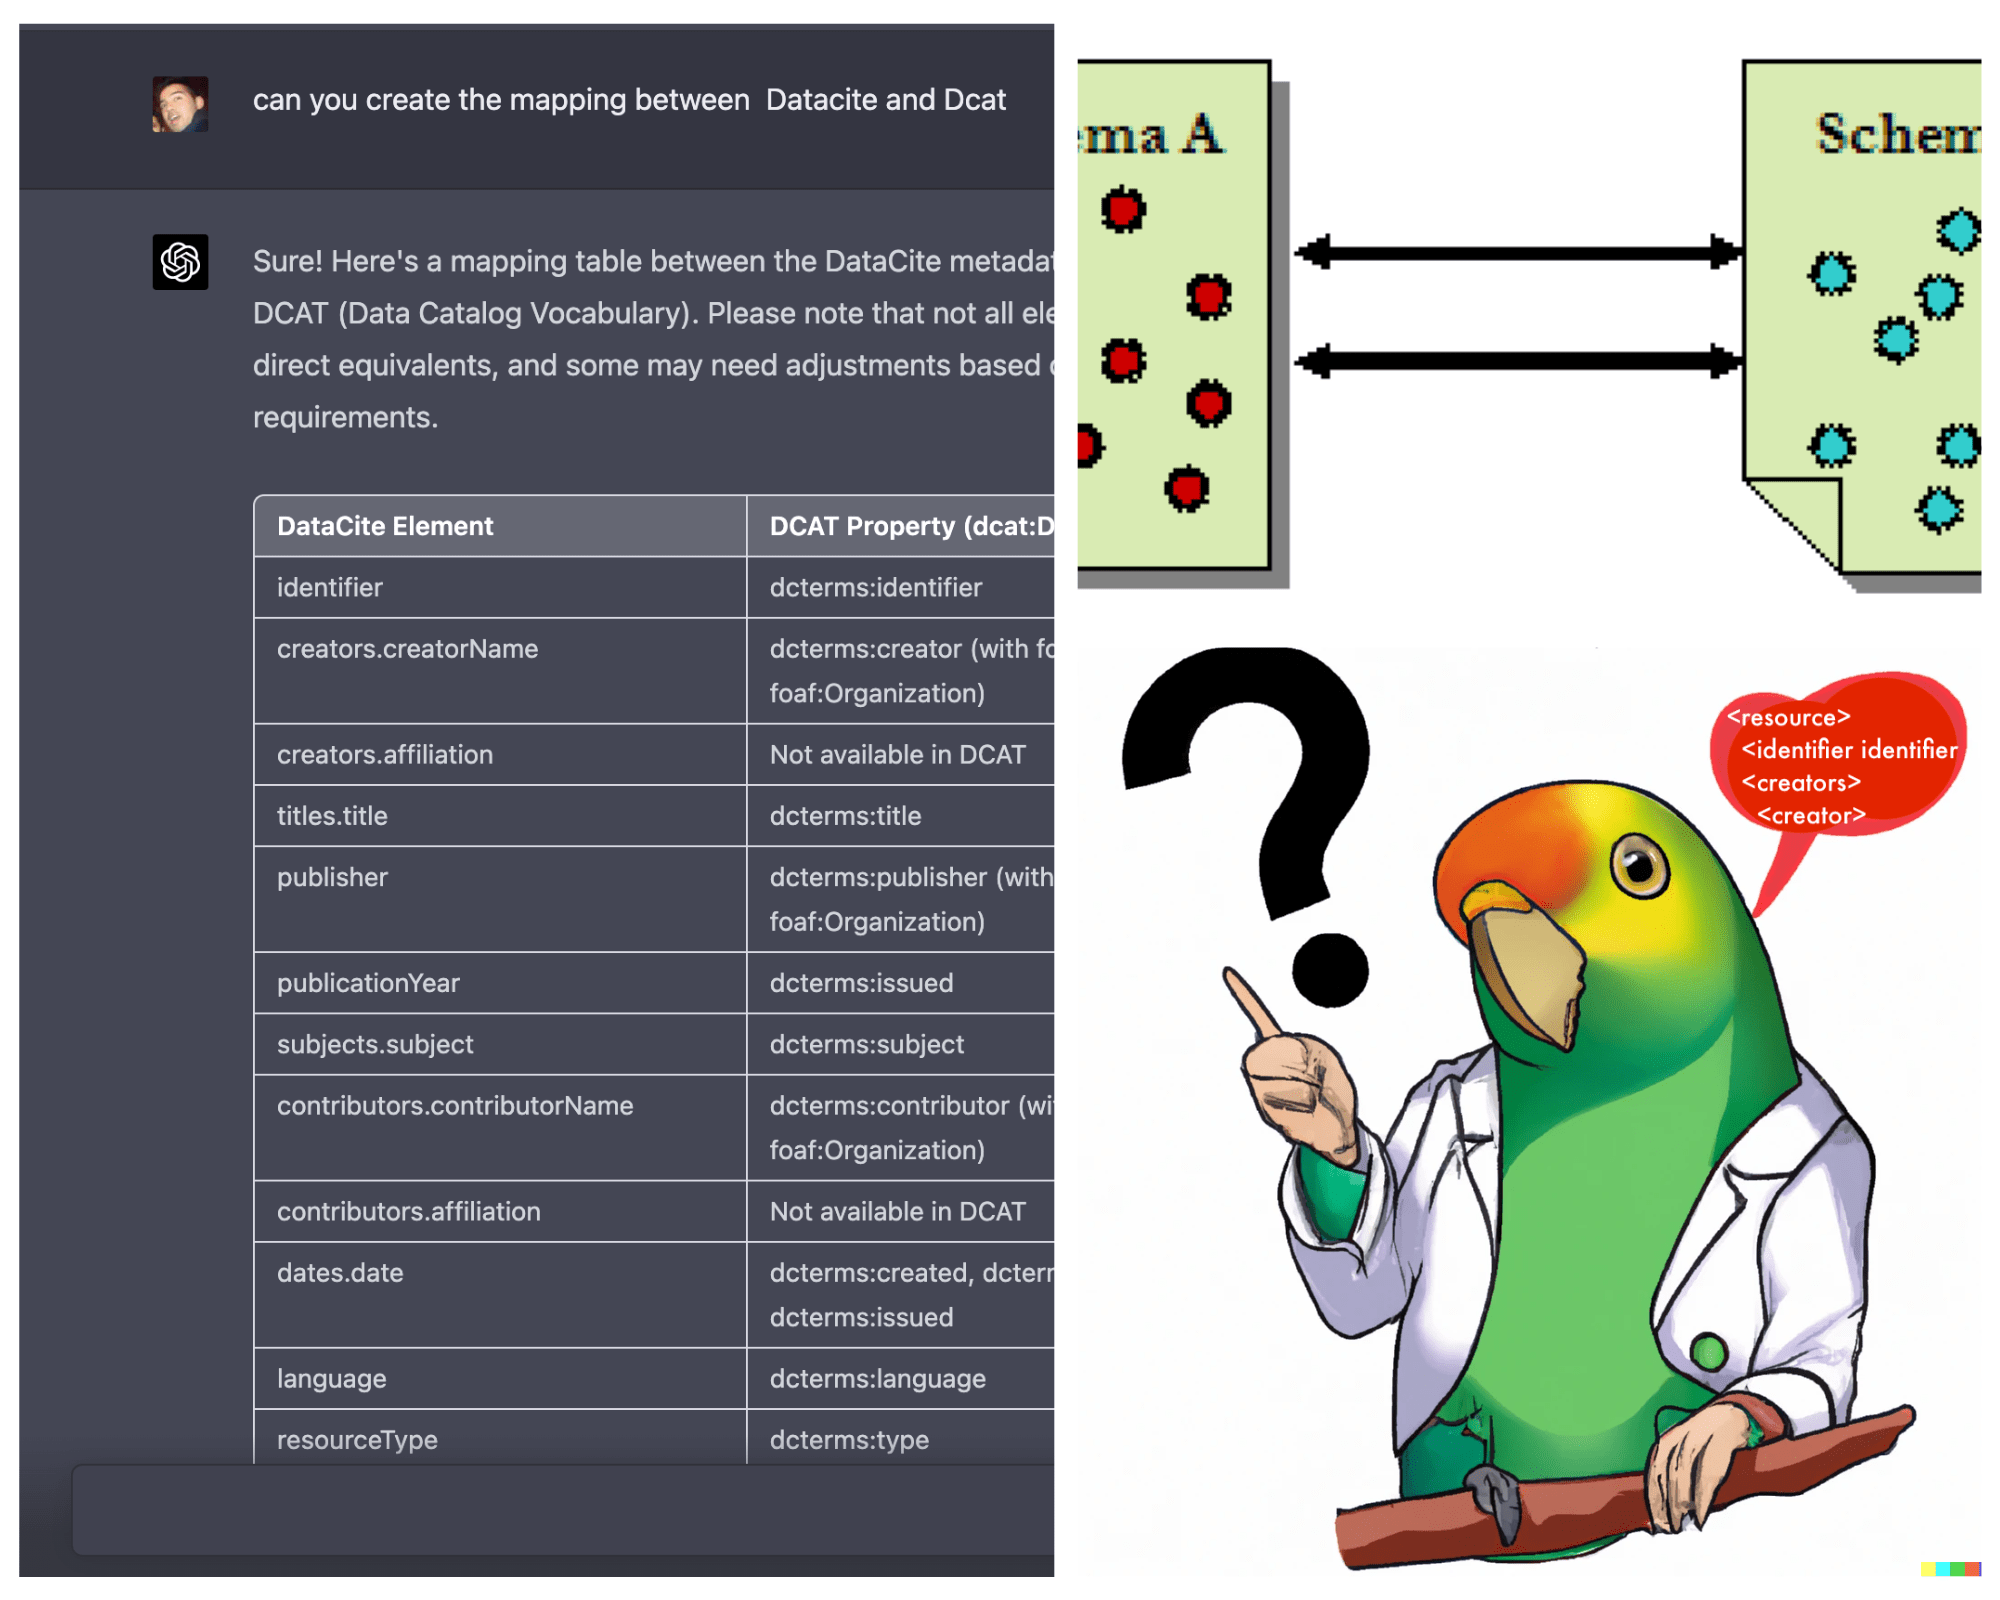 can you create the mapping between  Datacite and Dcat
Sure! Here's a mapping table between the DataCite
DCAT (Data Catalog Vocabulary). Please note that not all
direct equivalents, and some may need adjustments based
requirements.
DataCite Element
DCAT Property (dcat:D
identifier
dcterms:identifier
creators.creatorName
dcterms:creator (with
foaf:Organization)
creators.affiliation
Not available in DCAT
titles.title
dcterms:title
publisher
dcterms:publisher (with
foaf:Organization)
publicationYear
dcterms:issued
subjects.subject
dcterms:subject
contributors.contributorName
dcterms:contributor
foaf:Organization)
contributors.affiliation
Not available in DCAT
dates.date
dcterms:created,
dcterms:issued
language
dcterms:language
resourceType
dcterms:type
ma A
Schem
<resource>
<identifier identifier
<creators>
<creator>